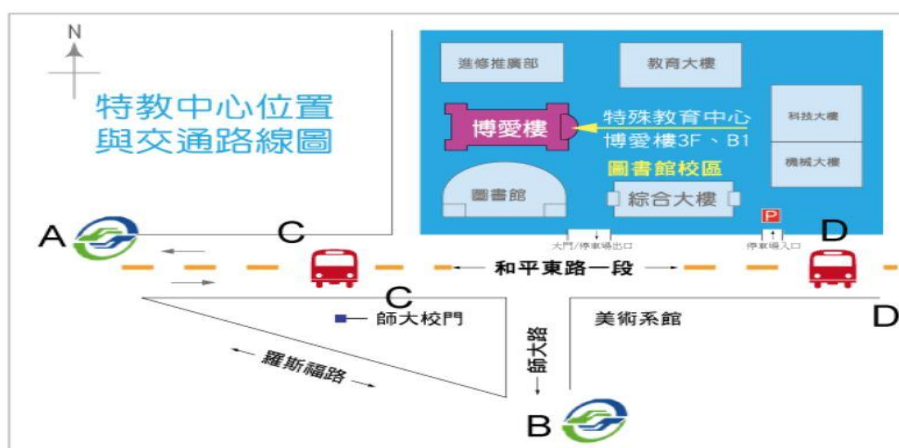 N
特教中心位置
與交通路線圖
進修推廣部
教育大樓
博愛樓
特殊教育中心
博愛樓3F、B1
科技大樓
圖書館校區
機械大樓
圖書館
綜合大樓
P
A
C
D
大門/停車場出口
停車場入口
和平東路一段
C
D
師大校門
美術系館
師大路
羅斯福路
B